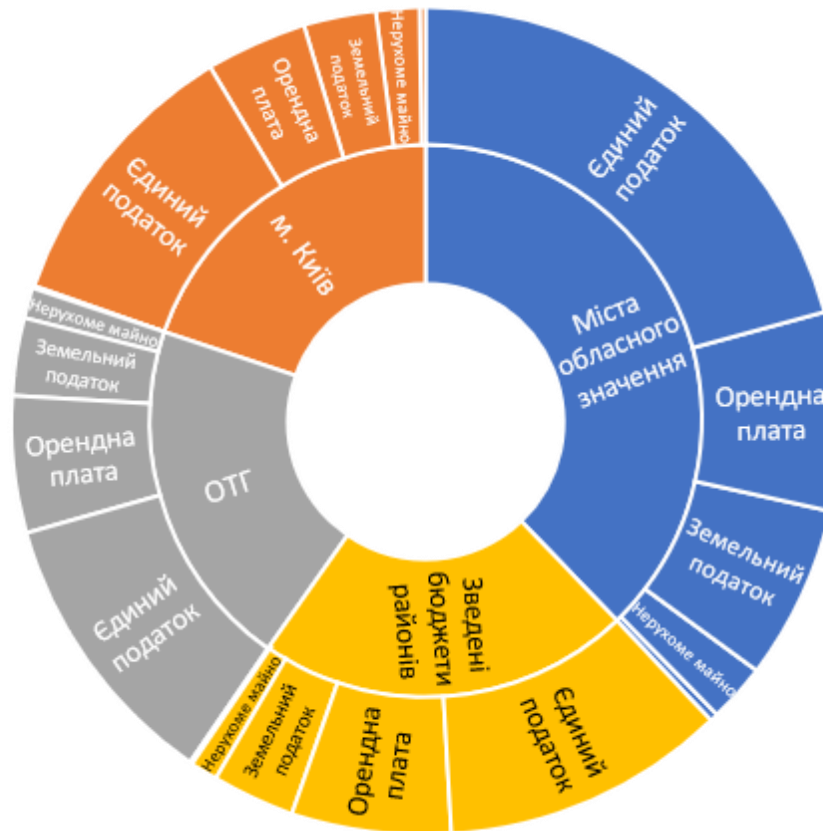 Єдиний
податок
Орендна
плата
Земельний
податок
Нерухоме майно
Міста
обласного
значення
Єдиний
податок
Орендна
плата
Земельний
податок
Нерухоме майно
Зведені
бюджети
районів
Єдиний
податок
Орендна
плата
Земельний
податок
Нерухоме майно
ОТГ
Єдиний
податок
Орендна
плата
Земельний
податок
Нерухоме майно
м. Київ